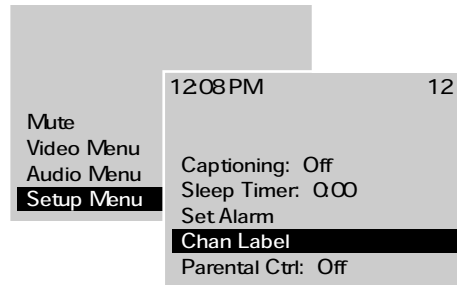 Mute
Video Menu
Audio Menu
Setup Menu
12:08 PM 12
Captioning: Off
Sleep Timer: 0:00
Set Alarm
Chan Label
Parental Ctrl: Off